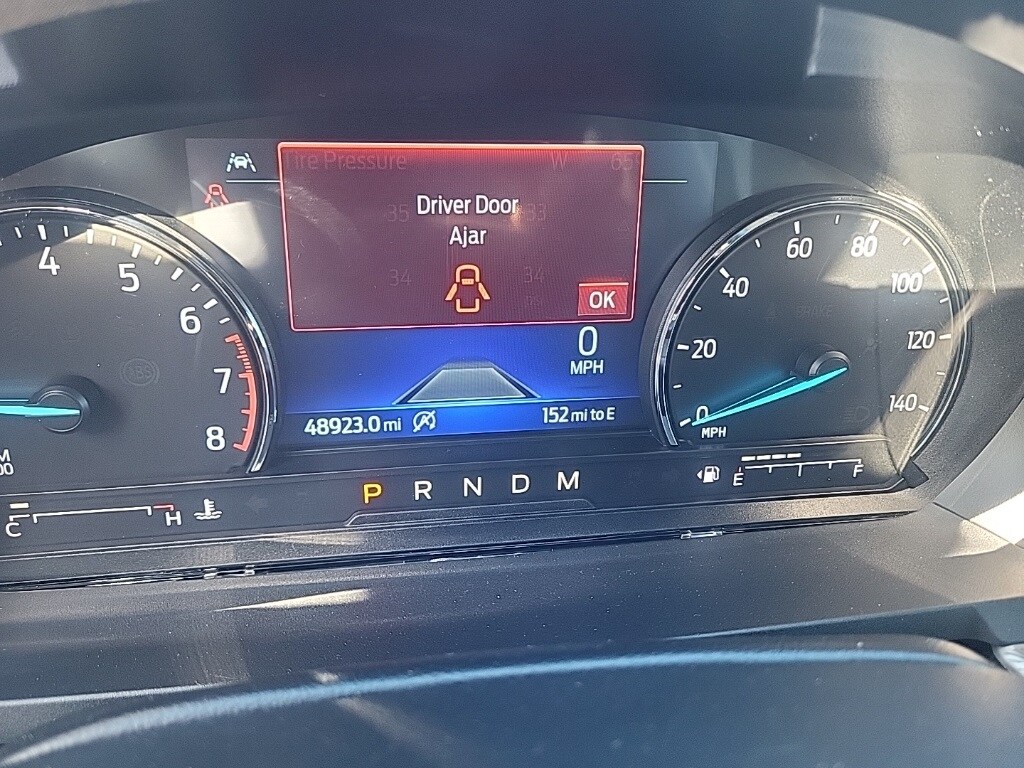 Tire Pressure W 65
35 33
Driver Door
Ajar
34 34
OK
0
MPH
48923.0 mi 152 mi to E
4 5 6 7 8
0 20 40 60 80 100 120 140
MPH
P R N D M
C H
E F